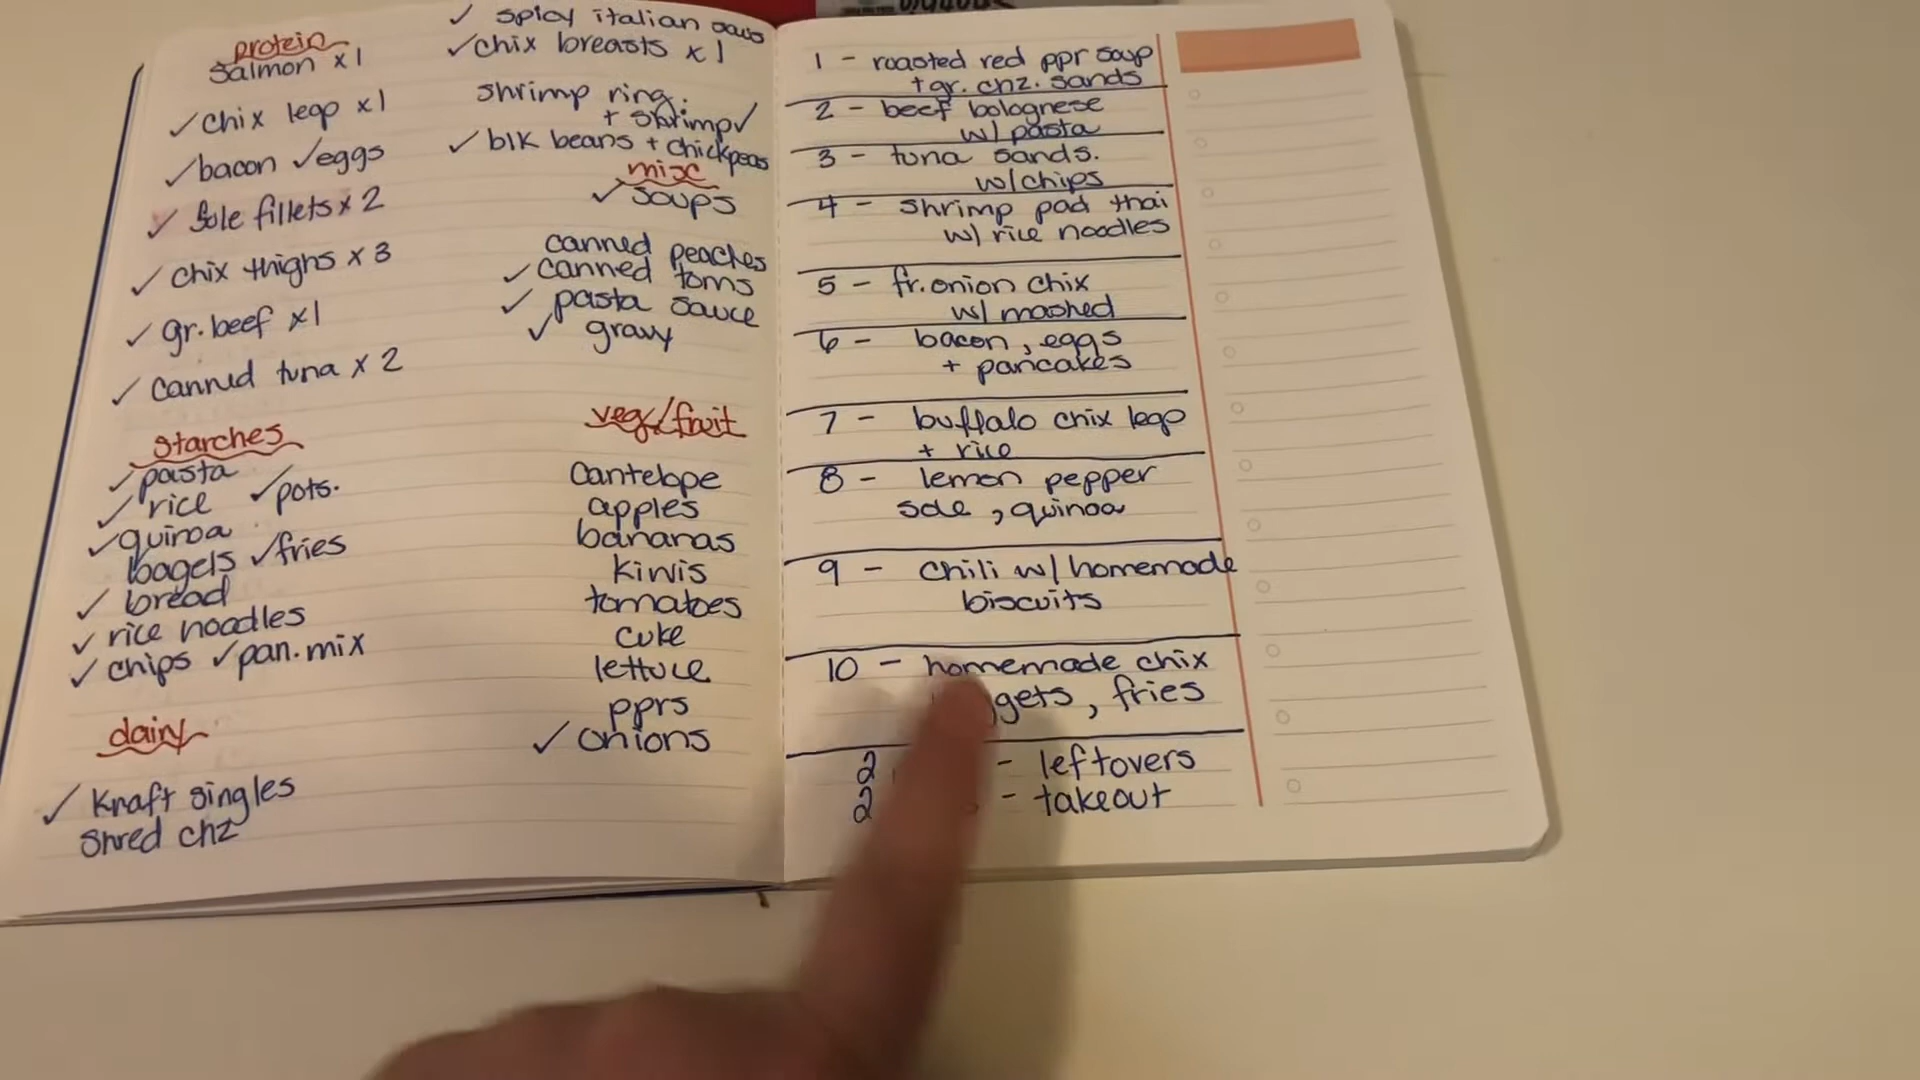 protein
salmon x 1
✓ chix legs x1
✓ bacon ✓ eggs
✓ Sole fillets x 2
✓ chix thighs x 3
✓ gr. beef x1
✓ canned tuna x 2
starches
✓ pasta
✓ rice ✓ pots.
✓ quinoa
bagels ✓ fries
✓ bread
✓ rice noodles
✓ chips ✓ pan. mix
dairy
✓ Kraft singles
Shred chz
✓ spicy italian saus
✓ chix breasts x 1
shrimp ring
+ shrimp ✓
✓ blk beans + chickpeas
misc
✓ soups
canned peaches
✓ canned toms
✓ pasta sauce
✓ gravy
veg/fruit
Cantelope
apples
bananas
kiwis
tomatoes
cuke
lettuce
pprs
✓ onions
1 - roasted red ppr soup
+ gr. chz. sands
2 - beef bolognese
w/ pasta
3 - tuna sands.
w/ chips
4 - shrimp pad thai
w/ rice noodles
5 - fr. onion chix
w/ mashed
6 - bacon, eggs
+ pancakes
7 - buffalo chix legs
+ rice
8 - lemon pepper
sole, quinoa
9 - chili w/ homemade
biscuits
10 - homemade chix
, fries
2 - leftovers
2 - takeout